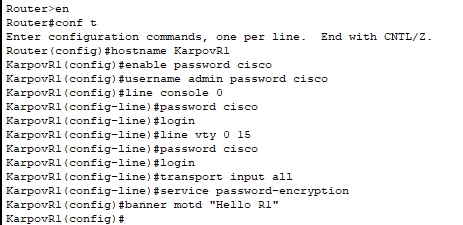 Router>en
Router#conf t
Enter configuration commands, one per line.  End with CNTL/Z.
Router(config)#hostname KarpovR1
KarpovR1(config)#enable password cisco
KarpovR1(config)#username admin password cisco
KarpovR1(config)#line console 0
KarpovR1(config-line)#password cisco
KarpovR1(config-line)#login
KarpovR1(config-line)#line vty 0 15
KarpovR1(config-line)#password cisco
KarpovR1(config-line)#login
KarpovR1(config-line)#transport input all
KarpovR1(config-line)#service password-encryption
KarpovR1(config)#banner motd "Hello R1"
KarpovR1(config)#